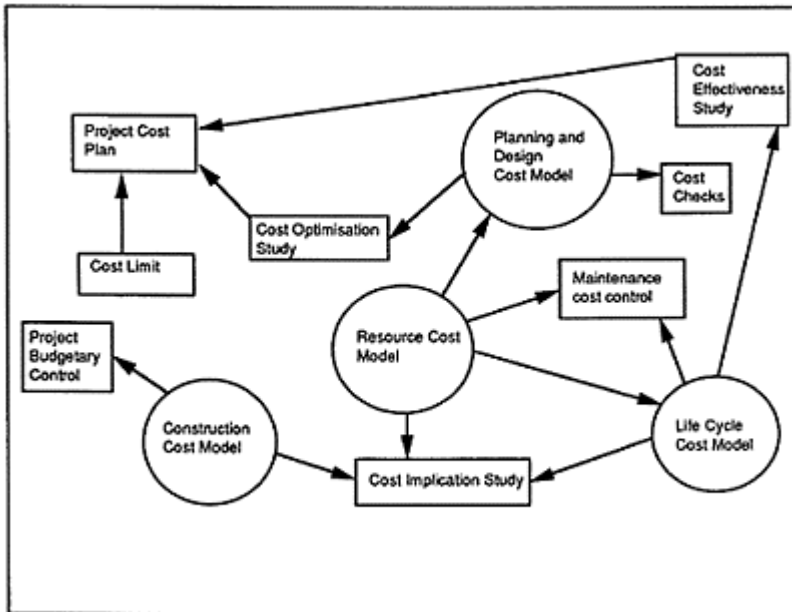 Cost
Effectiveness
Study
Project Cost
Plan
Planning and
Design
Cost Model
Cost
Checks
Cost Optimisation
Study
Cost Limit
Maintenance
cost control
Project
Budgetary
Control
Resource Cost
Model
Construction
Cost Model
Life Cycle
Cost Model
Cost Implication Study